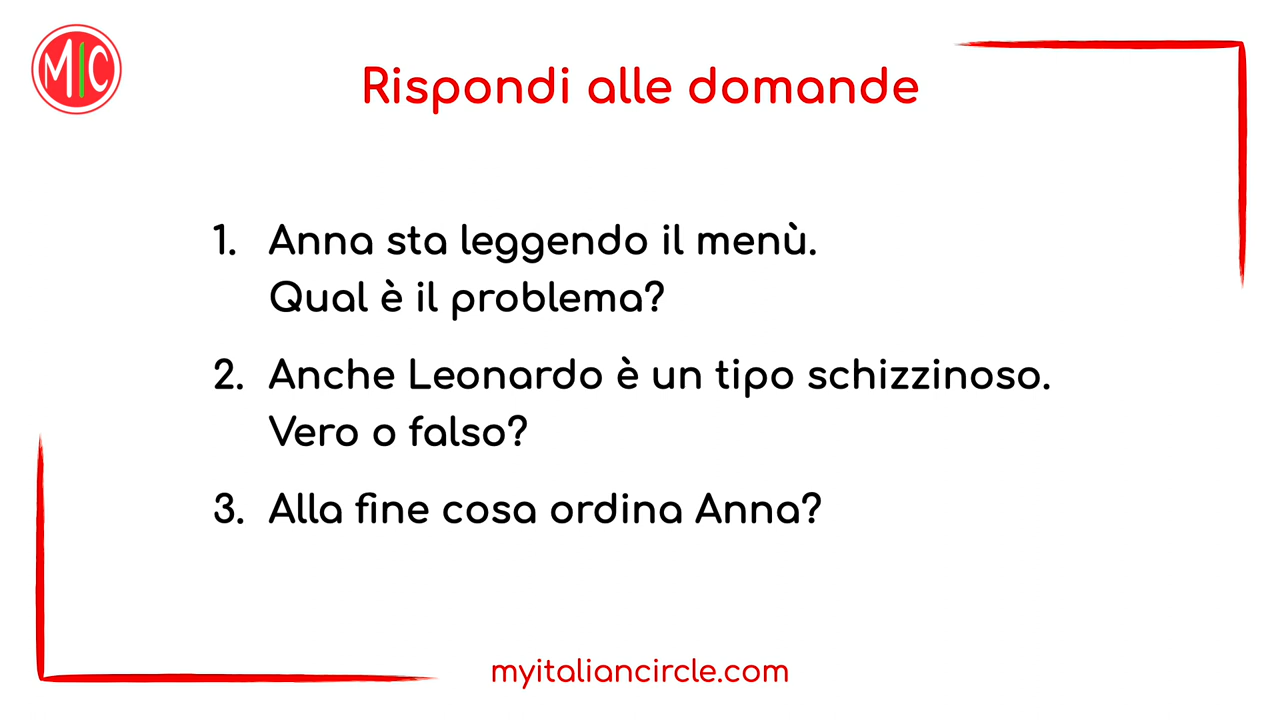 MIC
Rispondi alle domande
1. Anna sta leggendo il menù.
Qual è il problema?
2. Anche Leonardo è un tipo schizzinoso.
Vero o falso?
3. Alla fine cosa ordina Anna?
myitaliancircle.com